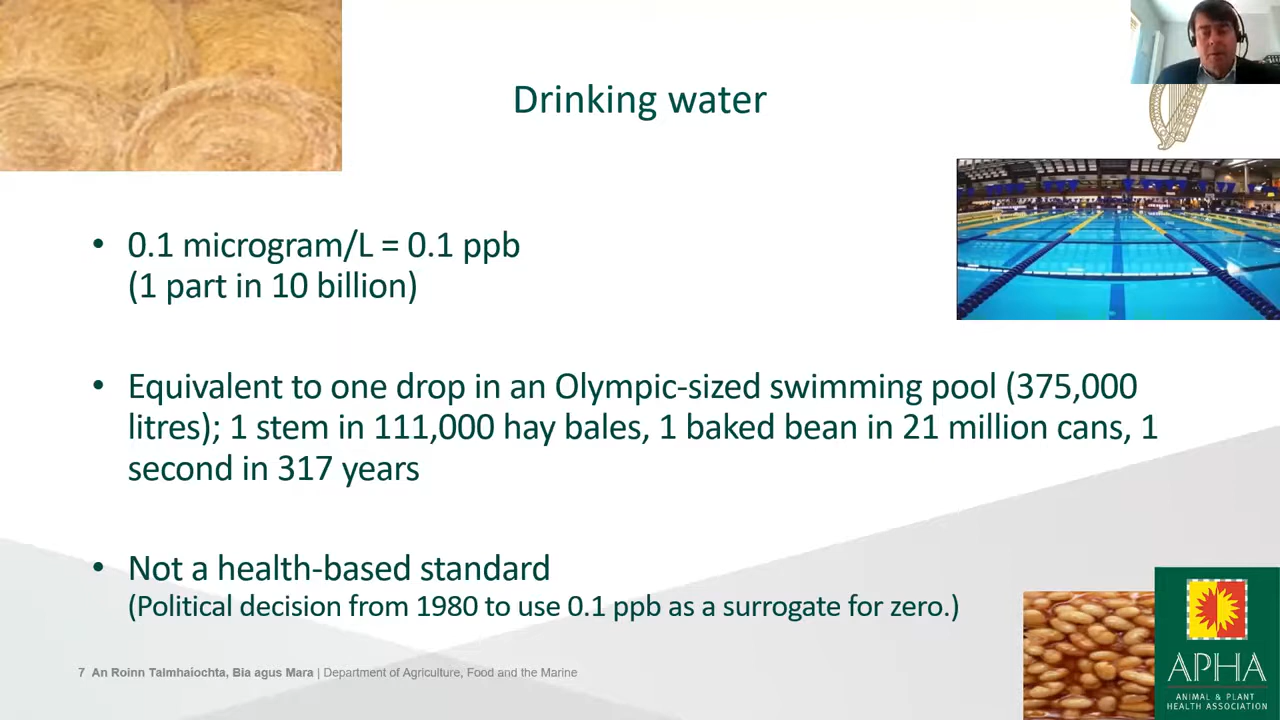 Drinking water
• 0.1 microgram/L = 0.1 ppb
(1 part in 10 billion)
• Equivalent to one drop in an Olympic-sized swimming pool (375,000
litres); 1 stem in 111,000 hay bales, 1 baked bean in 21 million cans, 1
second in 317 years
• Not a health-based standard
(Political decision from 1980 to use 0.1 ppb as a surrogate for zero.)
7 An Roinn Talmhaíochta, Bia agus Mara | Department of Agriculture, Food and the Marine
APHA
ANIMAL & PLANT
HEALTH ASSOCIATION